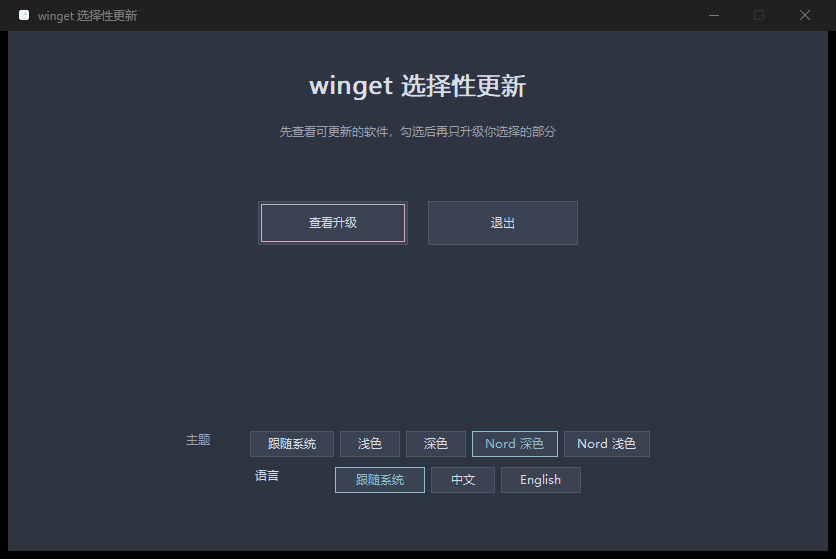 winget 选择性更新
winget 选择性更新
先查看可更新的软件，勾选后再只升级你选择的部分
查看升级 退出
主题 跟随系统 浅色 深色 Nord 深色 Nord 浅色
语言 跟随系统 中文 English